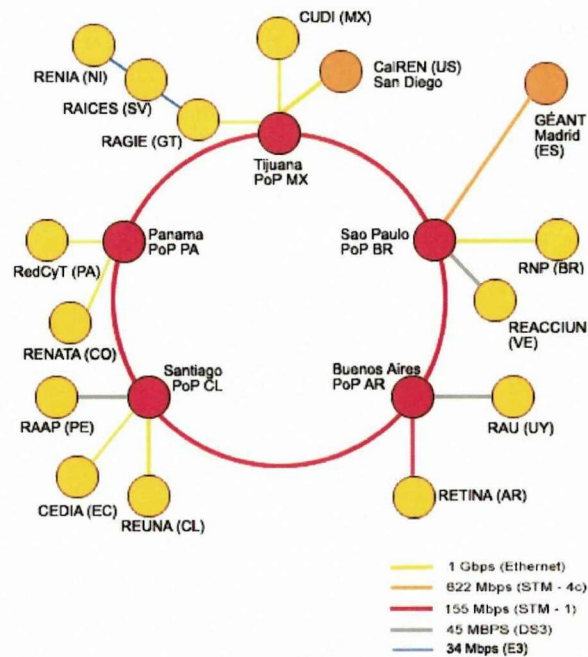 CUDI (MX)
RENIA (NI)
CalREN (US)
San Diego
RAICES (SV)
RAGIE (GT)
GÉANT
Madrid
(ES)
Tijuana
PoP MX
Panama
PoP PA
Sao Paulo
PoP BR
RedCyT (PA)
RNP (BR)
REACCIUN
(VE)
RENATA (CO)
Santiago
PoP CL
Buenos Aires
PoP AR
RAAP (PE)
RAU (UY)
CEDIA (EC)
REUNA (CL)
RETINA (AR)
1 Gbps (Ethernet)
622 Mbps (STM - 4c)
155 Mbps (STM - 1)
45 MBPS (DS3)
34 Mbps (E3)